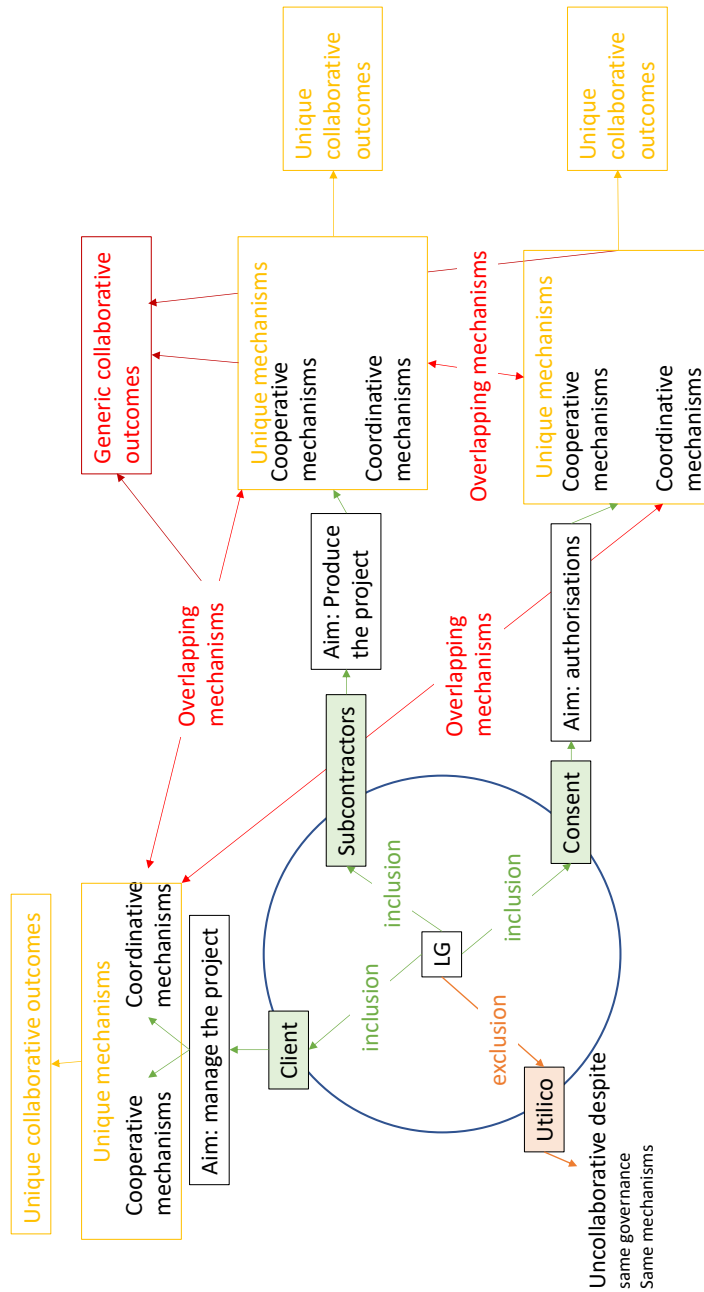 Unique collaborative outcomes
Unique mechanisms
Cooperative
mechanisms
Coordinative
mechanisms
Aim: manage the project
Client
inclusion
LG
inclusion
inclusion
exclusion
Utilico
Uncollaborative despite
same governance
Same mechanisms
Subcontractors
Consent
Aim: Produce
the project
Aim: authorisations
Overlapping
mechanisms
Overlapping
mechanisms
Generic collaborative
outcomes
Unique mechanisms
Cooperative
mechanisms
Coordinative
mechanisms
Overlapping mechanisms
Unique mechanisms
Cooperative
mechanisms
Coordinative
mechanisms
Unique
collaborative
outcomes
Unique
collaborative
outcomes